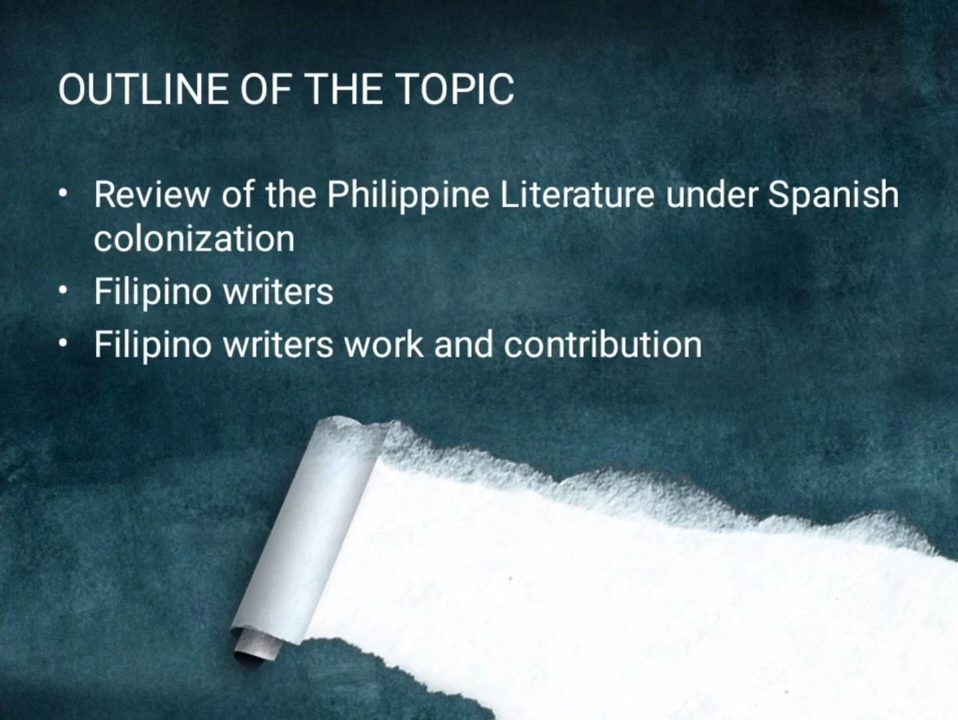 OUTLINE OF THE TOPIC
• Review of the Philippine Literature under Spanish
colonization
• Filipino writers
• Filipino writers work and contribution